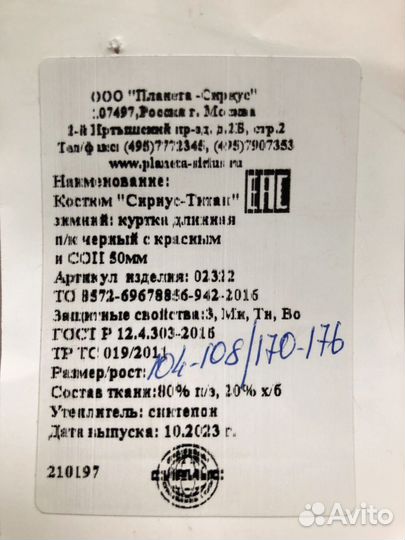 ООО "Планета -Сириус"
107497,Россия г. Москва
2-й Иртышский пр-зд, д.2Б, стр.2
Тел/факс: (495)7772345, (495)7907353
www.planeta-sirius.ru
Наименование:
Костюм "Сириус-Титан"
зимний: куртка длинная
п/к черный с красным
и СОП 50мм
Артикул изделия: 02312
ТО 8572-69678856-942-2016
Защитные свойства:З, Ми, Тн, Во
ГОСТ Р 12.4.303-2016
ТР ТС 019/2011
Размер/рост: 104-108/170-176
Состав ткани:80% п/э, 20% х/б
Утеплитель: синтепон
Дата выпуска: 10.2023 г.
210197
Avito